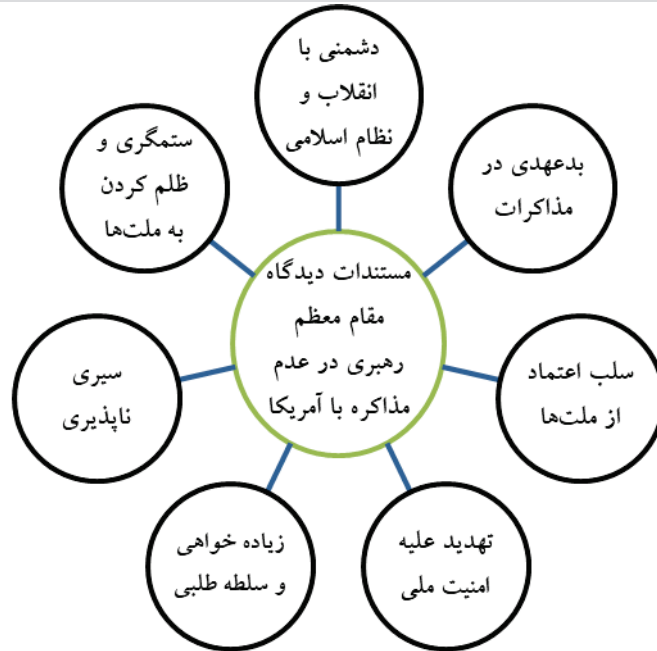 مستندات دیدگاه
مقام معظم
رهبری در عدم
مذاکره با آمریکا
دشمنی با
انقلاب و
نظام اسلامی
بدعهدی در
مذاکرات
سلب اعتماد
از ملت‌ها
تهدید علیه
امنیت ملی
زیاده خواهی
و سلطه طلبی
سیری
ناپذیری
ستمگری و
ظلم کردن
به ملت‌ها